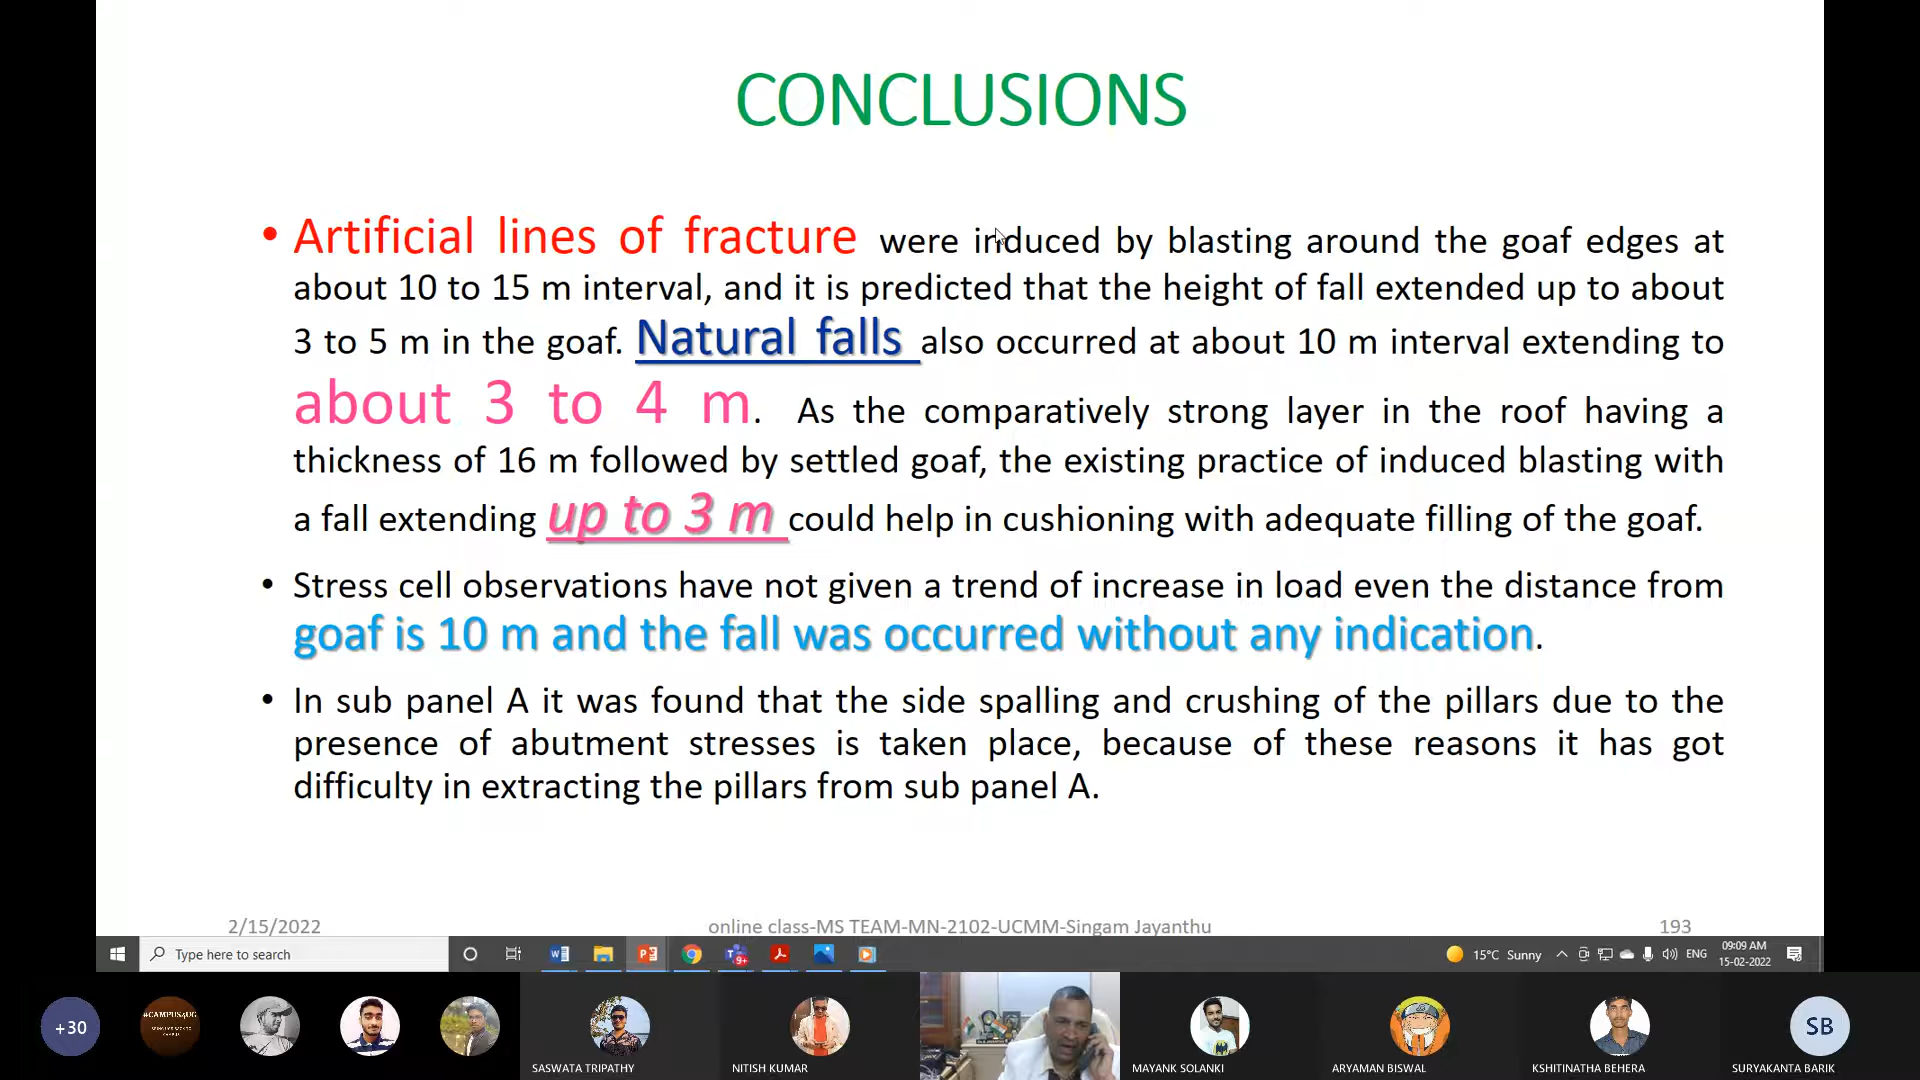 CONCLUSIONS
• Artificial lines of fracture were induced by blasting around the goaf edges at
about 10 to 15 m interval, and it is predicted that the height of fall extended up to about
3 to 5 m in the goaf. Natural falls also occurred at about 10 m interval extending to
about 3 to 4 m. As the comparatively strong layer in the roof having a
thickness of 16 m followed by settled goaf, the existing practice of induced blasting with
a fall extending up to 3 m could help in cushioning with adequate filling of the goaf.
• Stress cell observations have not given a trend of increase in load even the distance from
goaf is 10 m and the fall was occurred without any indication.
• In sub panel A it was found that the side spalling and crushing of the pillars due to the
presence of abutment stresses is taken place, because of these reasons it has got
difficulty in extracting the pillars from sub panel A.
2/15/2022 online class-MS TEAM-MN-2102-UCMM-Singam Jayanthu 193
Type here to search 15°C Sunny ENG 09:09 AM
15-02-2022
+30
#CAMPUS4UG
SB
SASWATA TRIPATHY NITISH KUMAR MAYANK SOLANKI ARYAMAN BISWAL KSHITINATHA BEHERA SURYAKANTA BARIK